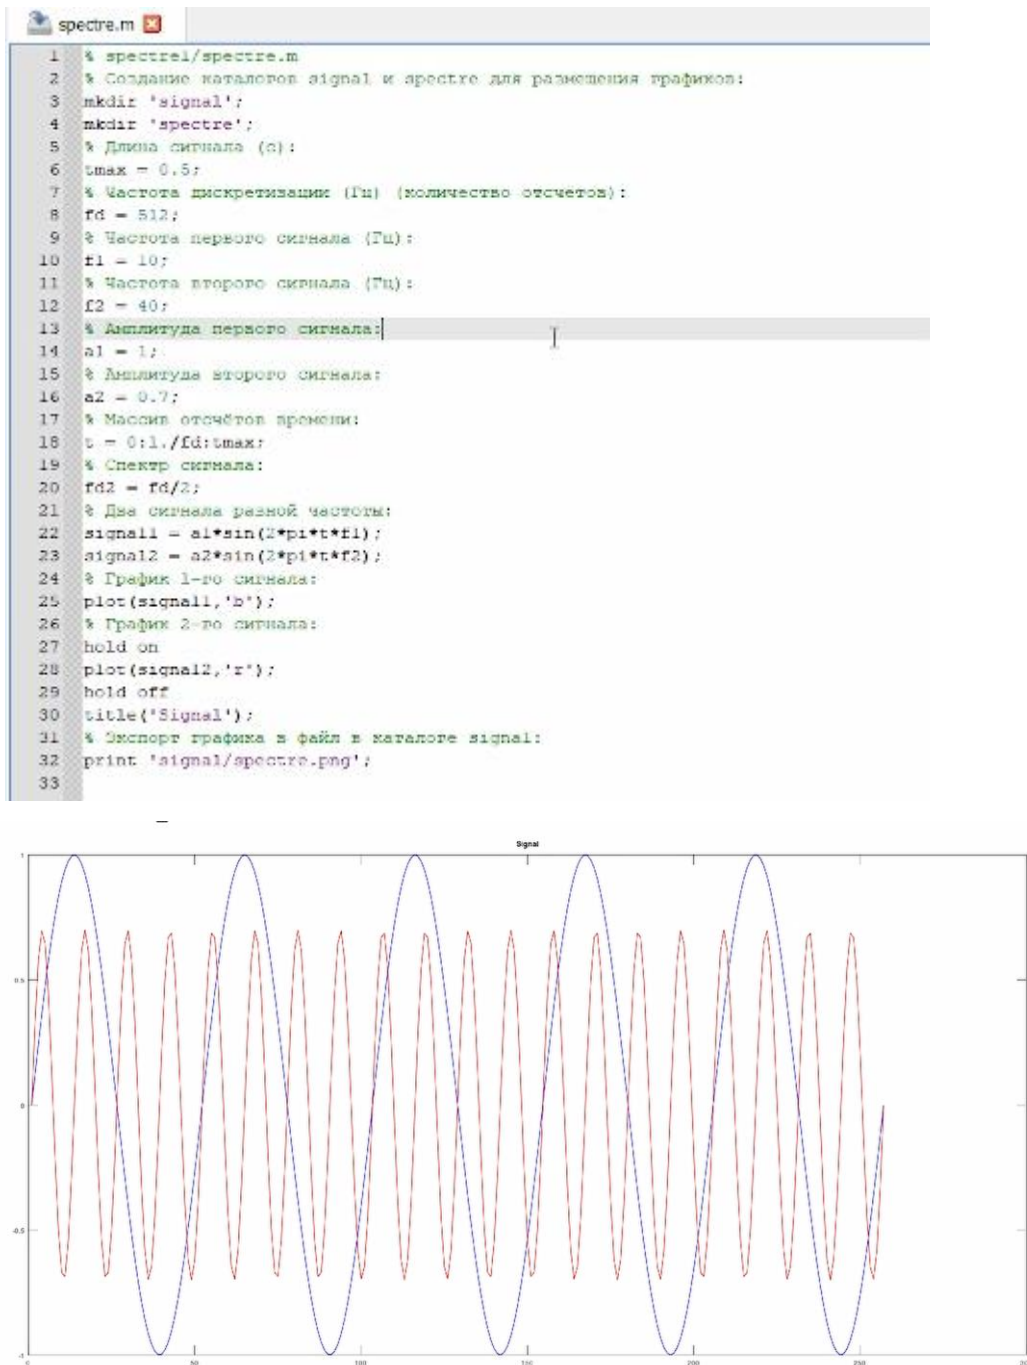 spectre.m
1 % spectre1/spectre.m
2 % Создание каталогов signal и spectre для размещения графиков:
3 mkdir 'signal';
4 mkdir 'spectre';
5 % Длина сигнала (с):
6 tmax = 0.5;
7 % Частота дискретизации (Гц) (количество отсчетов):
8 fd = 512;
9 % Частота первого сигнала (Гц):
10 f1 = 10;
11 % Частота второго сигнала (Гц):
12 f2 = 40;
13 % Амплитуда первого сигнала:
14 a1 = 1;
15 % Амплитуда второго сигнала:
16 a2 = 0.7;
17 % Массив отсчётов времени:
18 t = 0:1./fd:tmax;
19 % Спектр сигнала:
20 fd2 = fd/2;
21 % Два сигнала разной частоты:
22 signal1 = a1*sin(2*pi*t*f1);
23 signal2 = a2*sin(2*pi*t*f2);
24 % График 1-го сигнала:
25 plot(signal1,'b');
26 % График 2-го сигнала:
27 hold on
28 plot(signal2,'r');
29 hold off
30 title('Signal');
31 % Экспорт графика в файл в каталоге signal:
32 print 'signal/spectre.png';
33
Signal
1
0.5
0
-0.5
-1
0 50 100 150 200 250